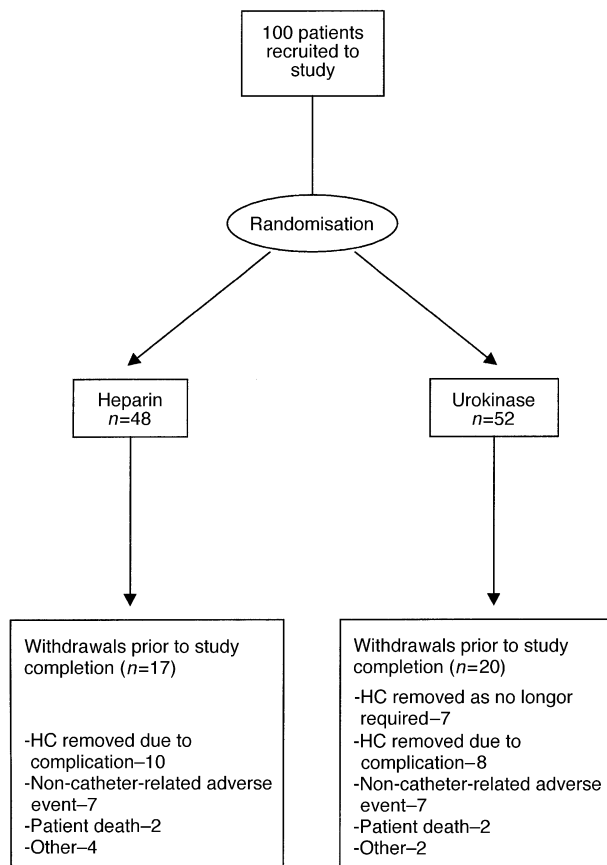 100 patients
recruited to
study
Randomisation
Heparin
n=48
Urokinase
n=52
Withdrawals prior to study
completion (n=17)
-HC removed due to
complication–10
-Non-catheter-related adverse
event–7
-Patient death–2
-Other–4
Withdrawals prior to study
completion (n=20)
-HC removed as no longor
required–7
-HC removed due to
complication–8
-Non-catheter-related adverse
event–7
-Patient death–2
-Other–2